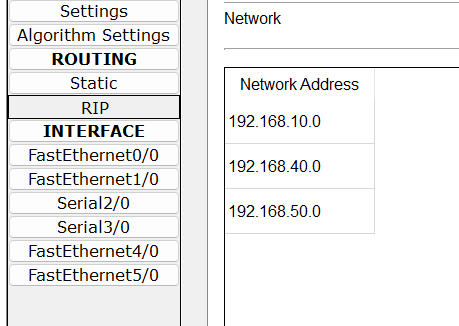 Settings
Algorithm Settings
ROUTING
Static
RIP
INTERFACE
FastEthernet0/0
FastEthernet1/0
Serial2/0
Serial3/0
FastEthernet4/0
FastEthernet5/0
Network
Network Address
192.168.10.0
192.168.40.0
192.168.50.0